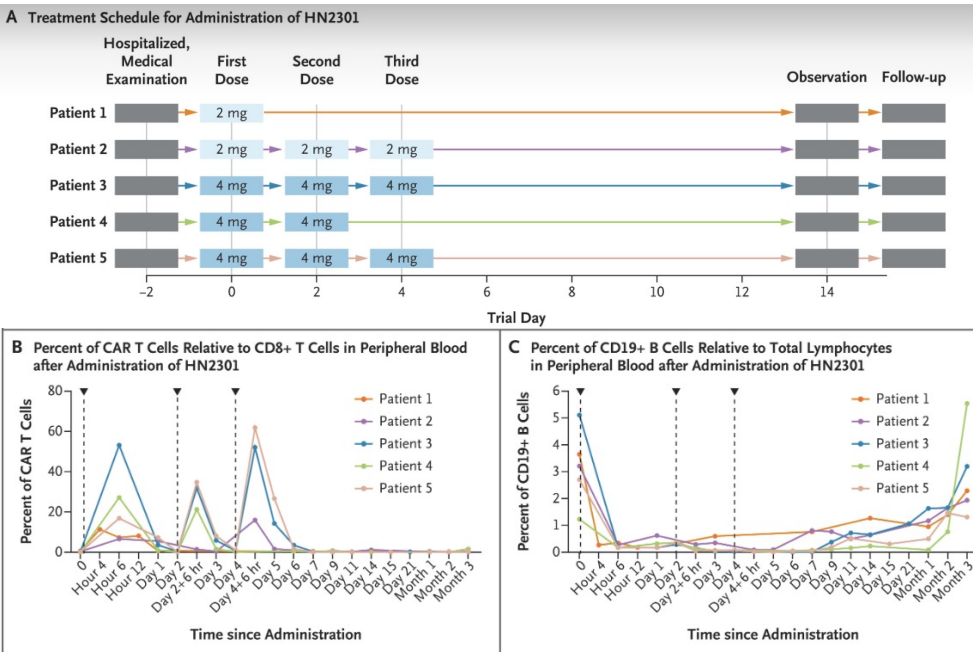 A Treatment Schedule for Administration of HN2301
Hospitalized,
Medical
Examination
First
Dose
Second
Dose
Third
Dose
Observation
Follow-up
Patient 1
2 mg
Patient 2
2 mg
2 mg
2 mg
Patient 3
4 mg
4 mg
4 mg
Patient 4
4 mg
4 mg
Patient 5
4 mg
4 mg
4 mg
−2 0 2 4 6 8 10 12 14
Trial Day
B Percent of CAR T Cells Relative to CD8+ T Cells in Peripheral Blood
after Administration of HN2301
Percent of CAR T Cells
80
60
40
20
0
Patient 1
Patient 2
Patient 3
Patient 4
Patient 5
0
Hour 4
Hour 6
Hour 12
Day 1
Day 2
Day 2+6 hr
Day 3
Day 4
Day 4+6 hr
Day 5
Day 6
Day 7
Day 9
Day 11
Day 14
Day 15
Day 21
Month 1
Month 2
Month 3
Time since Administration
C Percent of CD19+ B Cells Relative to Total Lymphocytes
in Peripheral Blood after Administration of HN2301
Percent of CD19+ B Cells
6
5
4
3
2
1
0
Patient 1
Patient 2
Patient 3
Patient 4
Patient 5
0
Hour 4
Hour 6
Hour 12
Day 1
Day 2
Day 2+6 hr
Day 3
Day 4
Day 4+6 hr
Day 5
Day 6
Day 7
Day 9
Day 11
Day 14
Day 15
Day 21
Month 1
Month 2
Month 3
Time since Administration